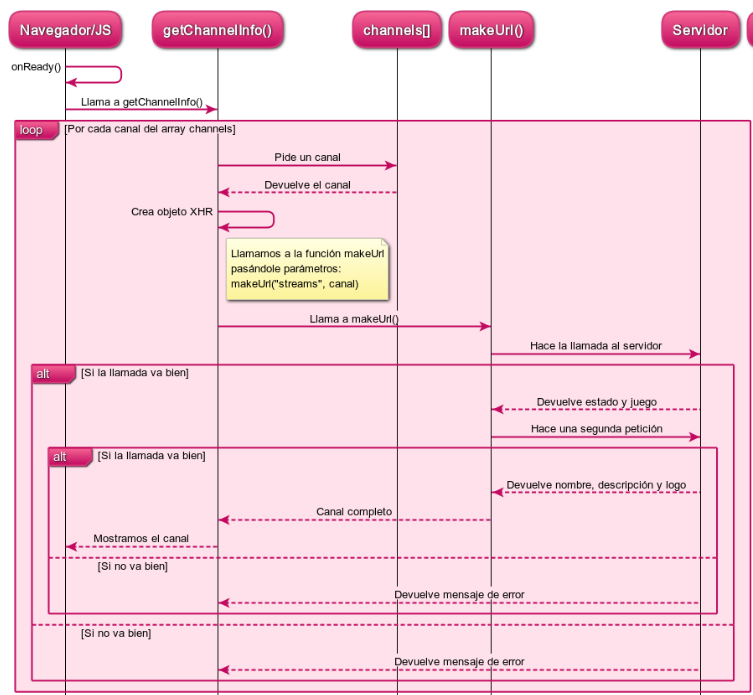 Navegador/JS
getChannelInfo()
channels[]
makeUrl()
Servidor
onReady()
Llama a getChannelInfo()
loop
[Por cada canal del array channels]
Pide un canal
Devuelve el canal
Crea objeto XHR
Llamamos a la función makeUrl
pasándole parámetros:
makeUrl("streams", canal)
Llama a makeUrl()
Hace la llamada al servidor
alt
[Si la llamada va bien]
Devuelve estado y juego
Hace una segunda petición
alt
[Si la llamada va bien]
Devuelve nombre, descripción y logo
Canal completo
Mostramos el canal
[Si no va bien]
Devuelve mensaje de error
[Si no va bien]
Devuelve mensaje de error